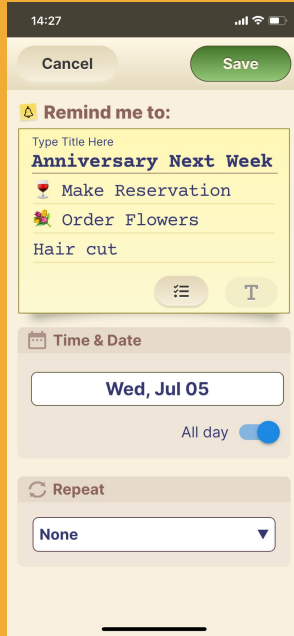 14:27
Cancel
Save
Remind me to:
Type Title Here
Anniversary Next Week
Make Reservation
Order Flowers
Hair cut
T
Time & Date
Wed, Jul 05
All day
Repeat
None